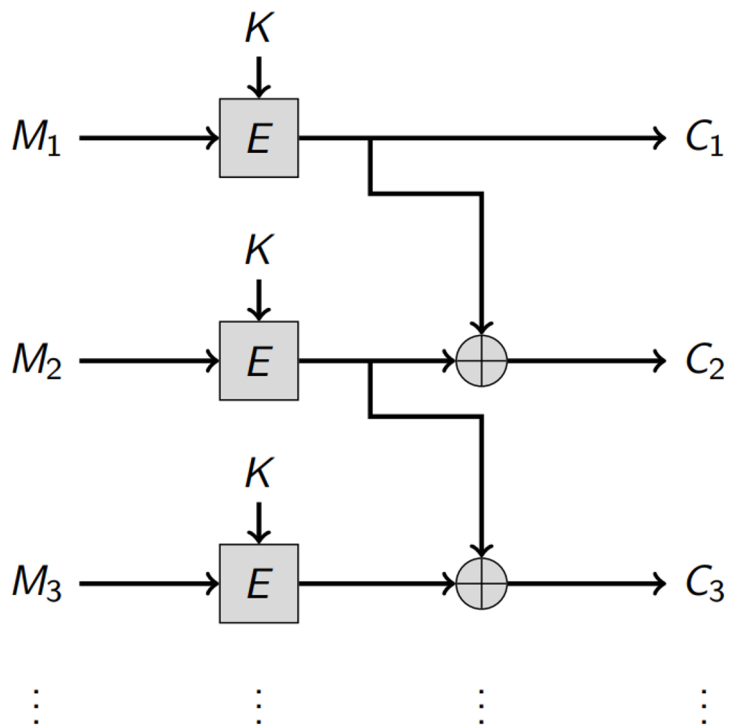 K
M₁ E C₁
K
M₂ E C₂
K
M₃ E C₃
⋮ ⋮ ⋮ ⋮